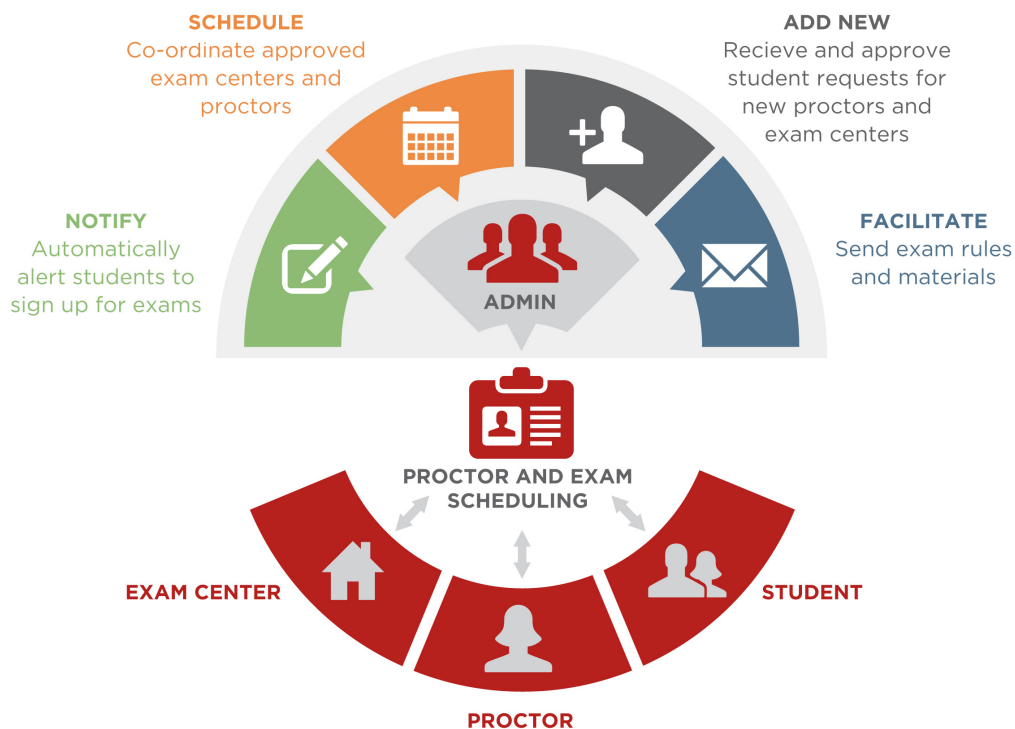 SCHEDULE
Co-ordinate approved
exam centers and
proctors
ADD NEW
Recieve and approve
student requests for
new proctors and
exam centers
NOTIFY
Automatically
alert students to
sign up for exams
FACILITATE
Send exam rules
and materials
ADMIN
PROCTOR AND EXAM
SCHEDULING
EXAM CENTER
STUDENT
PROCTOR